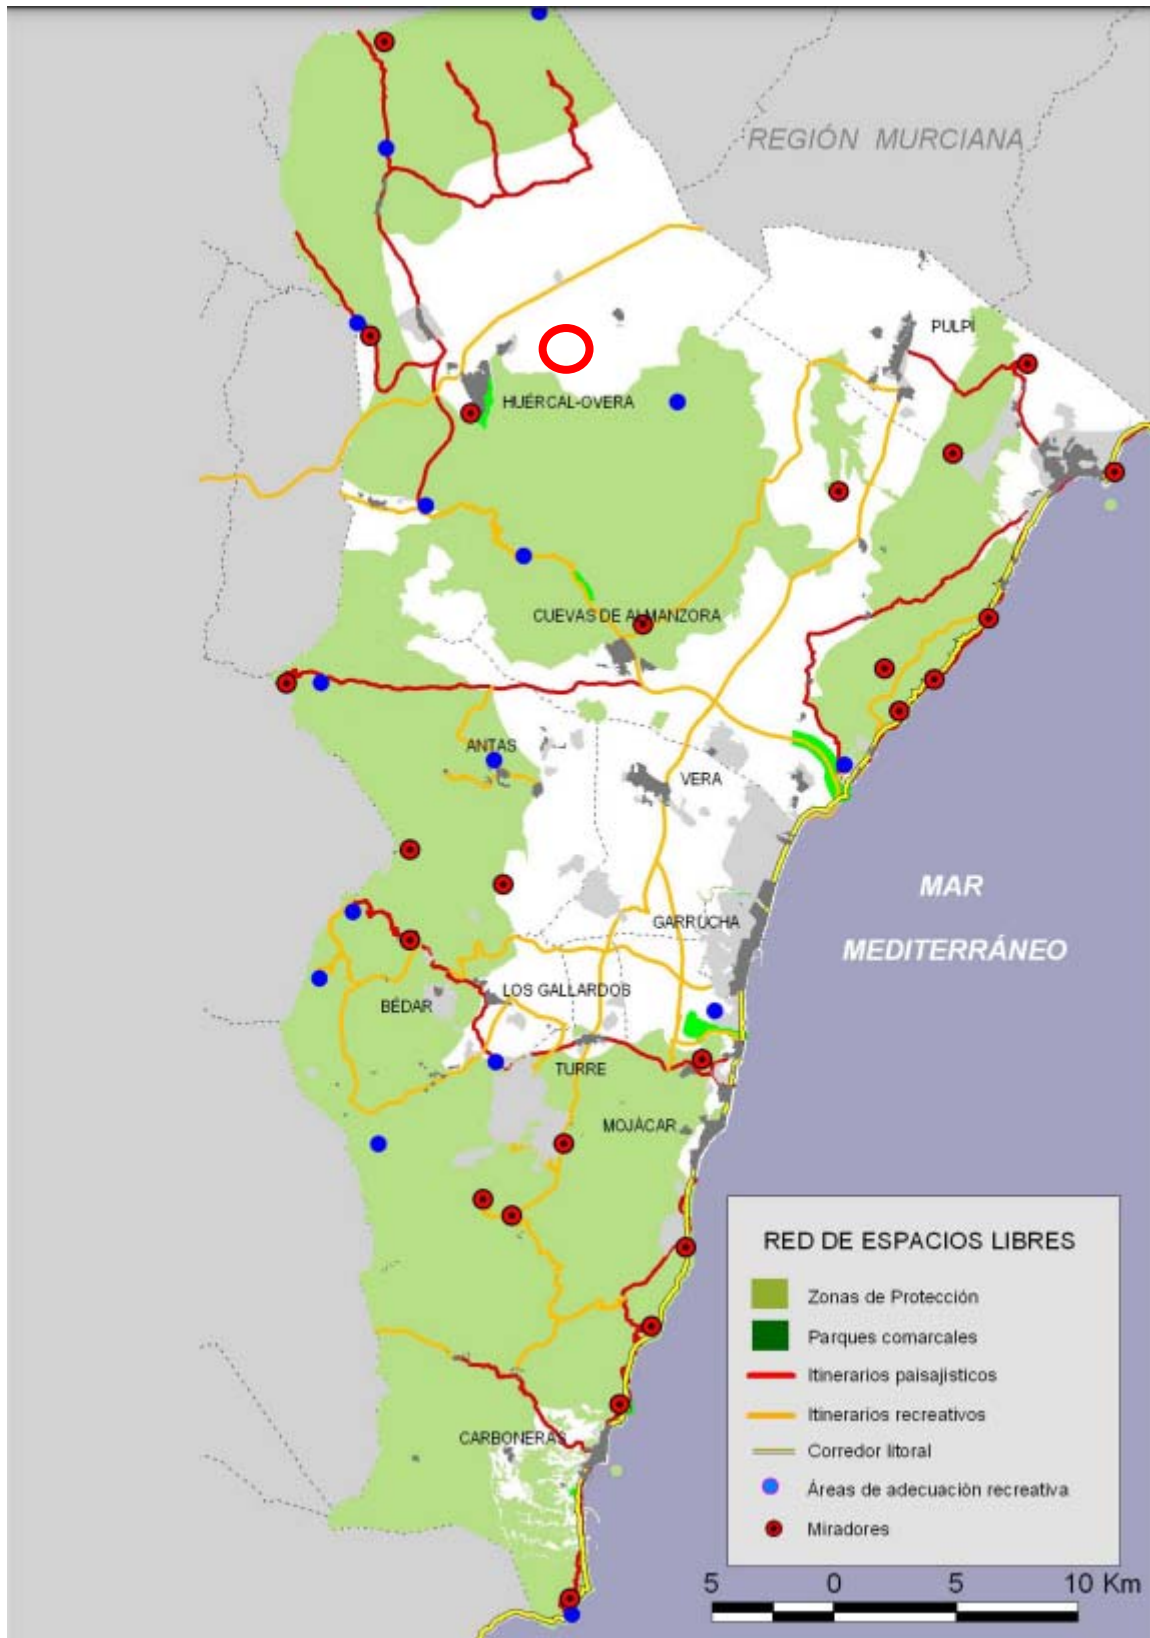 REGIÓN MURCIANA
PULPÍ
HUÉRCAL-OVERA
CUEVAS DE ALMANZORA
ANTAS
VERA
MAR
MEDITERRÁNEO
GARRUCHA
LOS GALLARDOS
BÉDAR
TURRE
MOJÁCAR
CARBONERAS
RED DE ESPACIOS LIBRES
Zonas de Protección
Parques comarcales
Itinerarios paisajísticos
Itinerarios recreativos
Corredor litoral
Áreas de adecuación recreativa
Miradores
5 0 5 10 Km